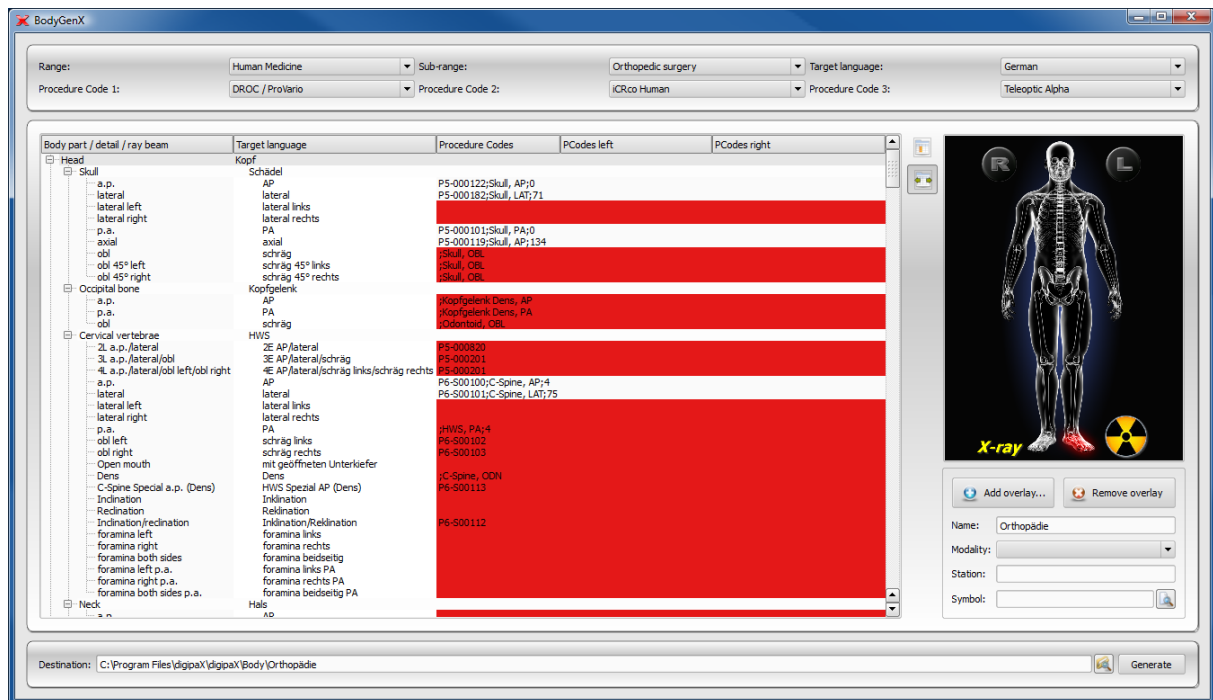 BodyGenX
Range: Human Medicine Sub-range: Orthopedic surgery Target language: German
Procedure Code 1: DROC / ProVario Procedure Code 2: iCRco Human Procedure Code 3: Teleoptic Alpha
Body part / detail / ray beam Target language Procedure Codes PCodes left PCodes right
Head Kopf
Skull Schädel
a.p. AP P5-000122;Skull, AP;0
lateral lateral P5-000182;Skull, LAT;71
lateral left lateral links
lateral right lateral rechts
p.a. PA P5-000101;Skull, PA;0
axial axial P5-000119;Skull, AP;134
obl schräg ;Skull, OBL
obl 45° left schräg 45° links ;Skull, OBL
obl 45° right schräg 45° rechts ;Skull, OBL
Occipital bone Kopfgelenk
a.p. AP ;Kopfgelenk Dens, AP
p.a. PA ;Kopfgelenk Dens, PA
obl schräg ;Odontoid, OBL
Cervical vertebrae HWS
2L a.p./lateral 2E AP/lateral P5-000820
3L a.p./lateral/obl 3E AP/lateral/schräg P5-000201
4L a.p./lateral/obl left/obl right 4E AP/lateral/schräg links/schräg rechts P5-000201
a.p. AP P6-S00100;C-Spine, AP;4
lateral lateral P6-S00101;C-Spine, LAT;75
lateral left lateral links
lateral right lateral rechts
p.a. PA ;HWS, PA;4
obl left schräg links P6-S00102
obl right schräg rechts P6-S00103
Open mouth mit geöffneten Unterkiefer
Dens Dens ;C-Spine, ODN
C-Spine Special a.p. (Dens) HWS Spezial AP (Dens) P6-S00113
Inclination Inklination
Reclination Reklination
Inclination/reclination Inklination/Reklination P6-S00112
foramina left foramina links
foramina right foramina rechts
foramina both sides foramina beidseitig
foramina left p.a. foramina links PA
foramina right p.a. foramina rechts PA
foramina both sides p.a. foramina beidseitig PA
Neck Hals
a.p. AP
R L
X-ray
Add overlay... Remove overlay
Name: Orthopädie
Modality:
Station:
Symbol:
Destination: C:\Program Files\digipaX\digipaX\Body\Orthopädie Generate